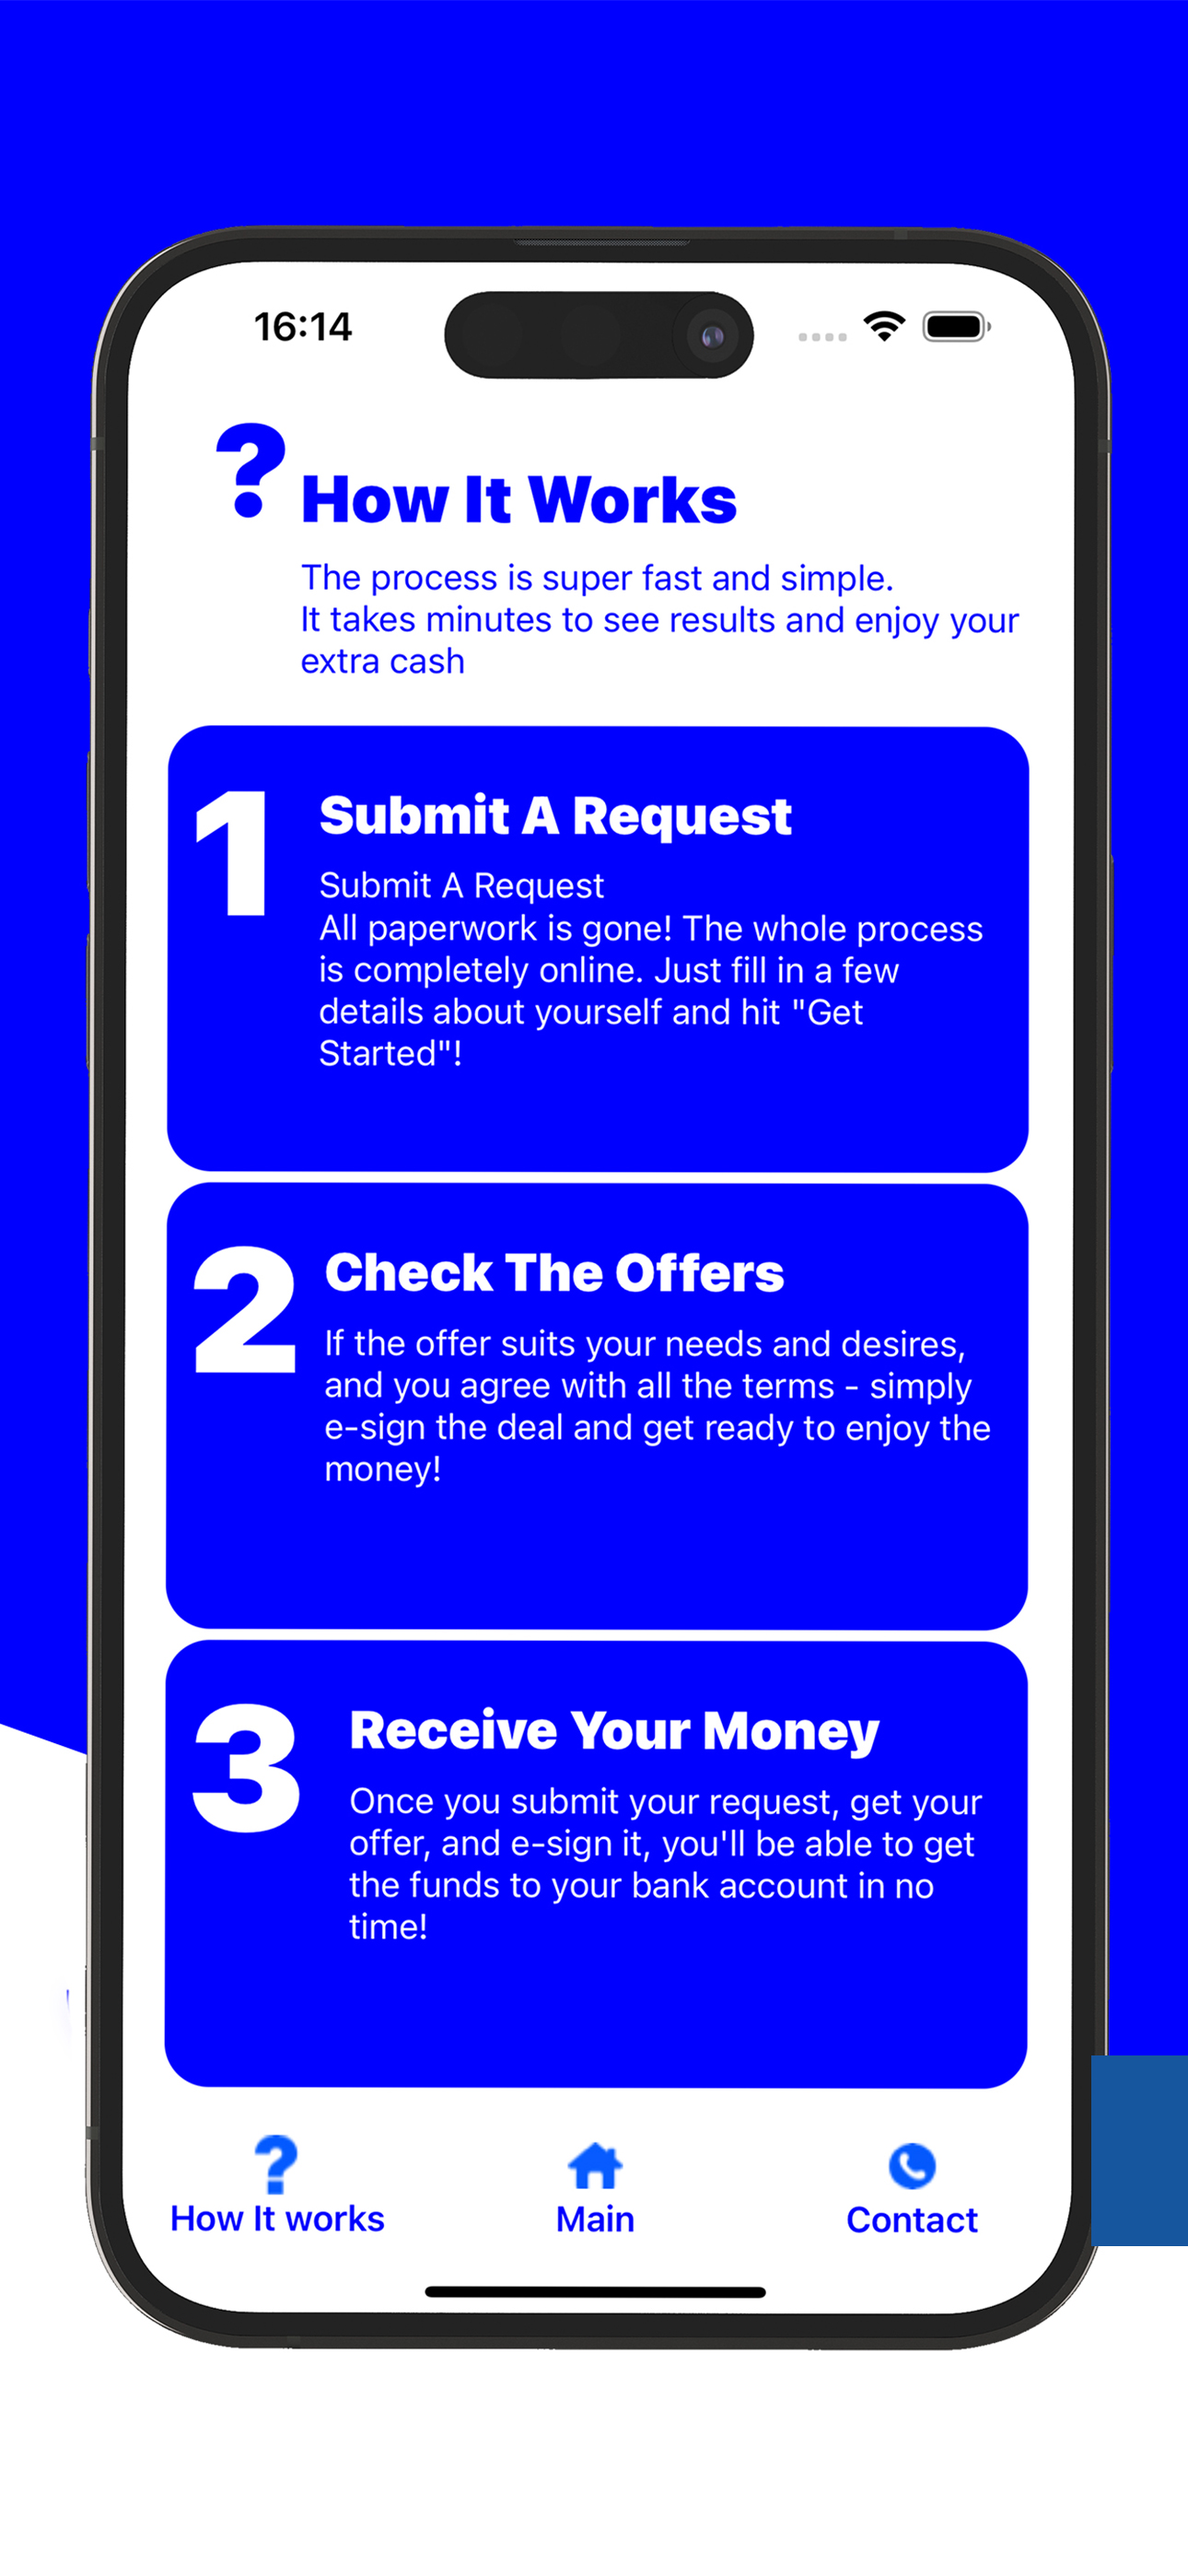 16:14
? How It Works
The process is super fast and simple.
It takes minutes to see results and enjoy your
extra cash
1
Submit A Request
Submit A Request
All paperwork is gone! The whole process
is completely online. Just fill in a few
details about yourself and hit "Get
Started"!
2
Check The Offers
If the offer suits your needs and desires,
and you agree with all the terms - simply
e-sign the deal and get ready to enjoy the
money!
3
Receive Your Money
Once you submit your request, get your
offer, and e-sign it, you'll be able to get
the funds to your bank account in no
time!
?
How It works
Main
Contact